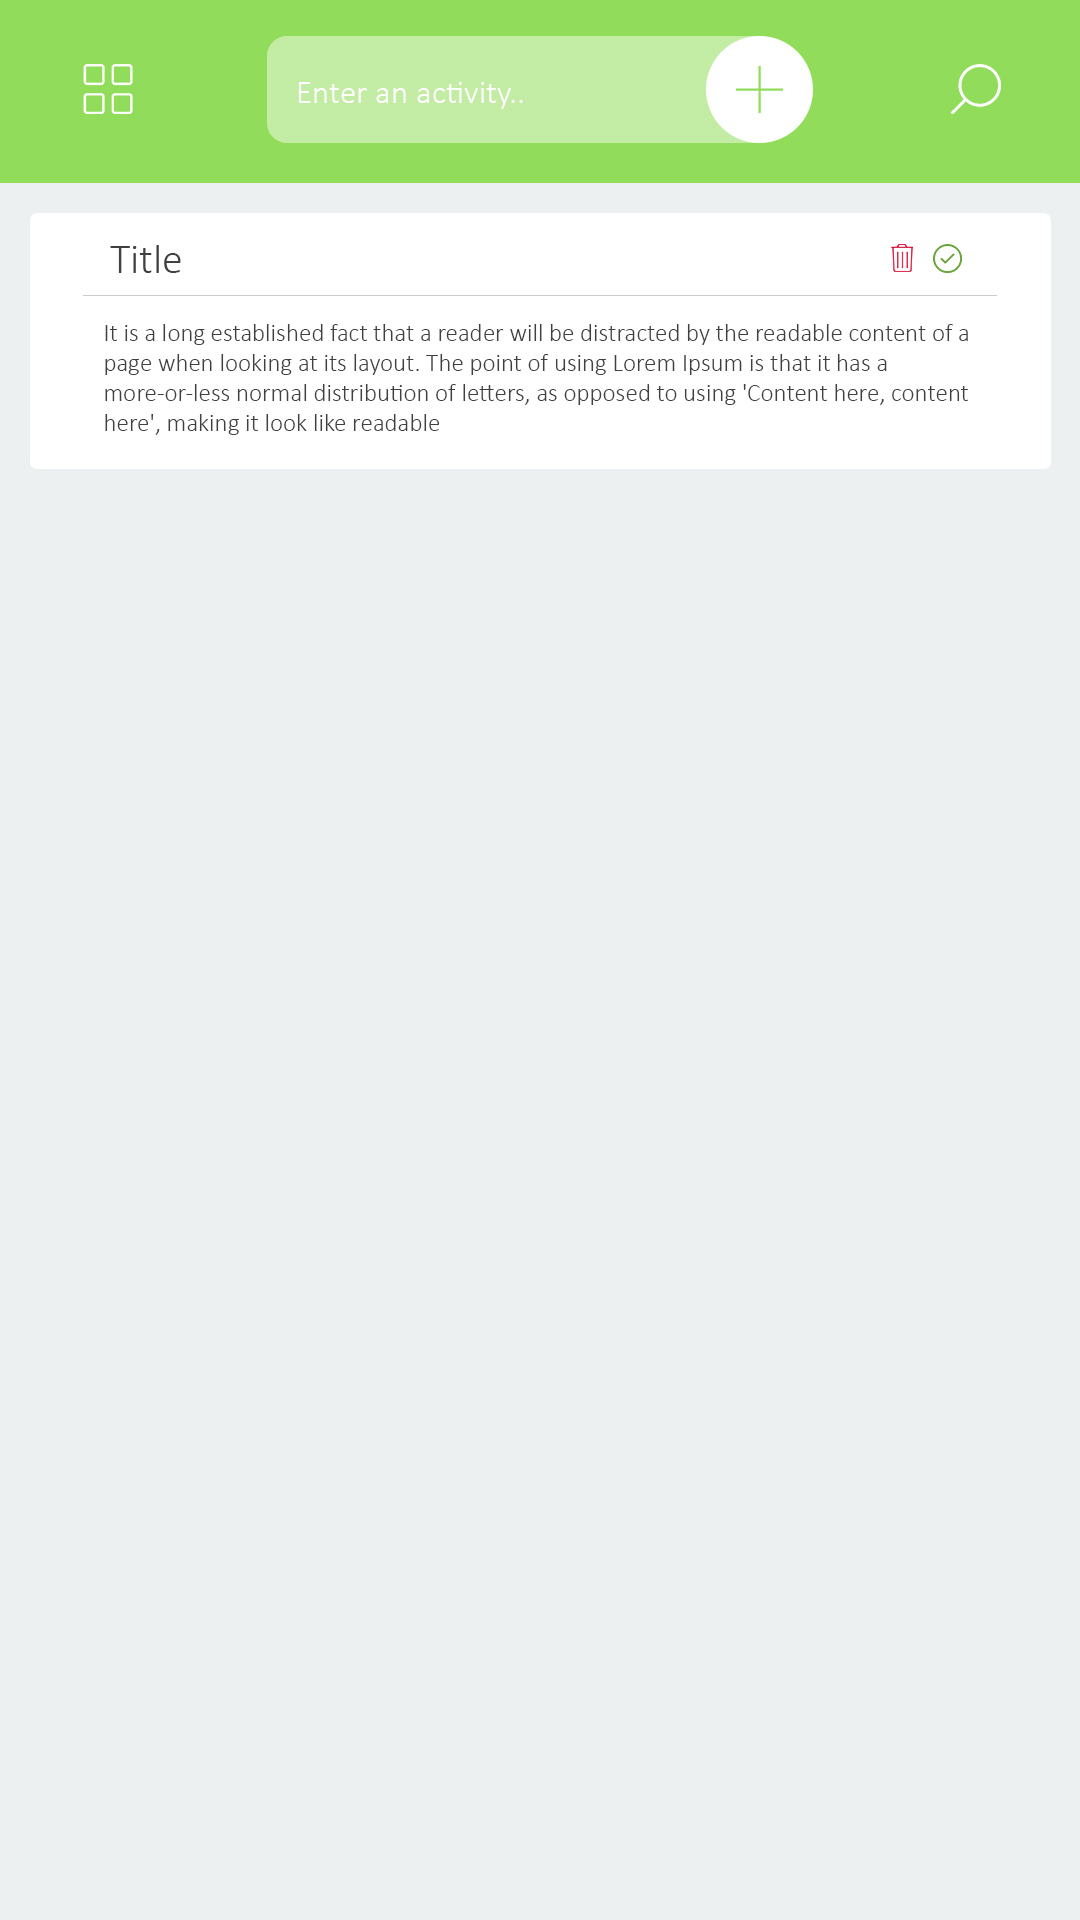 Enter an activity..
Title
It is a long established fact that a reader will be distracted by the readable content of a
page when looking at its layout. The point of using Lorem Ipsum is that it has a
more-or-less normal distribution of letters, as opposed to using 'Content here, content
here', making it look like readable